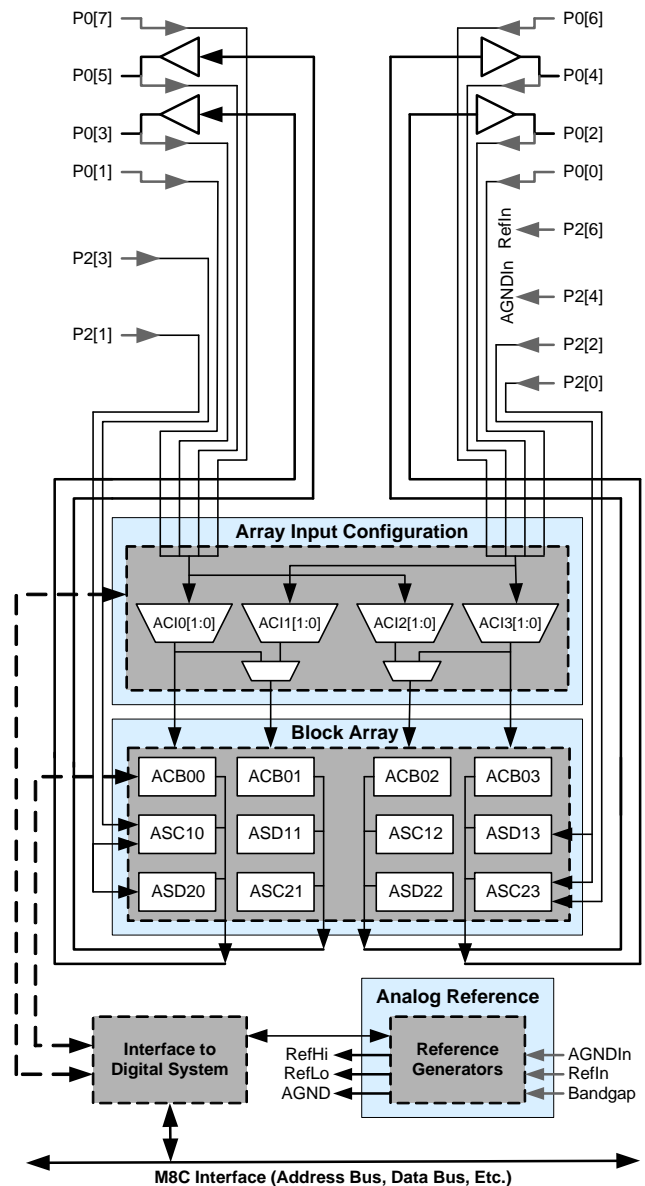 P0[7] P0[6]
P0[5] P0[4]
P0[3] P0[2]
P0[1] P0[0]
RefIn P2[6]
P2[3]
AGNDIn P2[4]
P2[1] P2[2]
P2[0]
Array Input Configuration
ACI0[1:0] ACI1[1:0] ACI2[1:0] ACI3[1:0]
Block Array
ACB00 ACB01 ACB02 ACB03
ASC10 ASD11 ASC12 ASD13
ASD20 ASC21 ASD22 ASC23
Analog Reference
Interface to
Digital System
RefHi
RefLo
AGND
Reference
Generators
AGNDIn
RefIn
Bandgap
M8C Interface (Address Bus, Data Bus, Etc.)